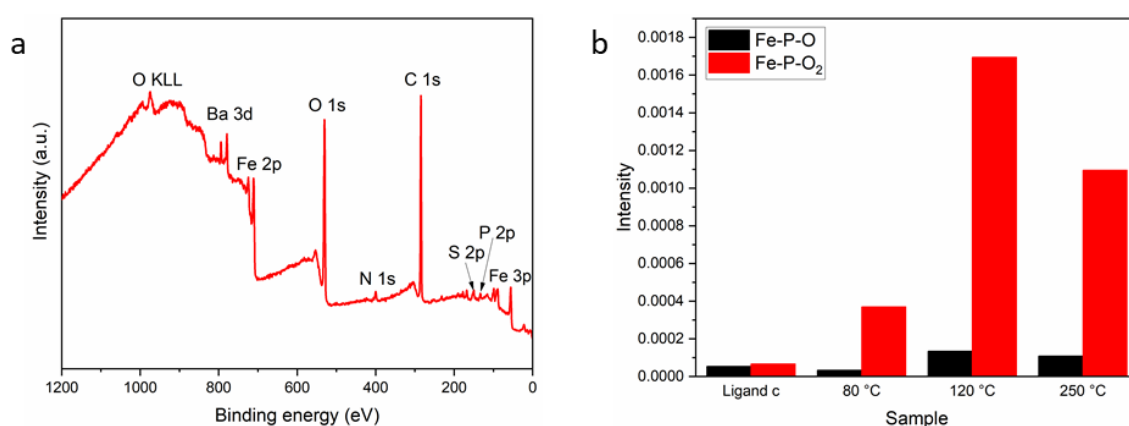 a
O KLL
Ba 3d
Fe 2p
O 1s
N 1s
C 1s
S 2p
P 2p
Fe 3p
Intensity (a.u.)
1200 1000 800 600 400 200 0
Binding energy (eV)
b
Fe-P-O
Fe-P-O₂
0.0018
0.0016
0.0014
0.0012
0.0010
0.0008
0.0006
0.0004
0.0002
0.0000
Intensity
Ligand c 80 °C 120 °C 250 °C
Sample